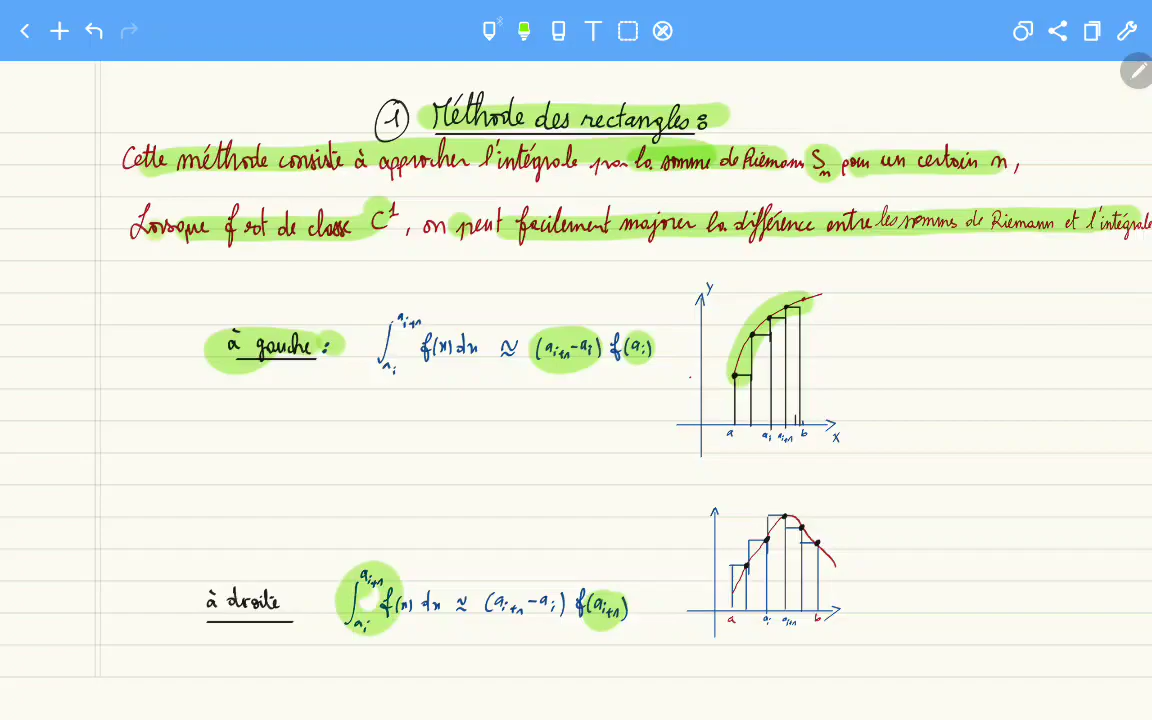 ① Méthode des rectangles :
Cette méthode consiste à approcher l'intégrale par la somme de Riemann Sₙ pour un certain n,
Lorsque f est de classe C¹, on peut facilement majorer la différence entre les somme de Riemann et l'intégrale
à gauche : ∫_{aᵢ}^{aᵢ₊₁} f(x)dx ≈ (aᵢ₊₁-aᵢ) f(aᵢ)
y
a aᵢ aᵢ₊₁ b x
à droite ∫_{aᵢ}^{aᵢ₊₁} f(x) dx ≈ (aᵢ₊₁-aᵢ) f(aᵢ₊₁)
a aᵢ aᵢ₊₁ b